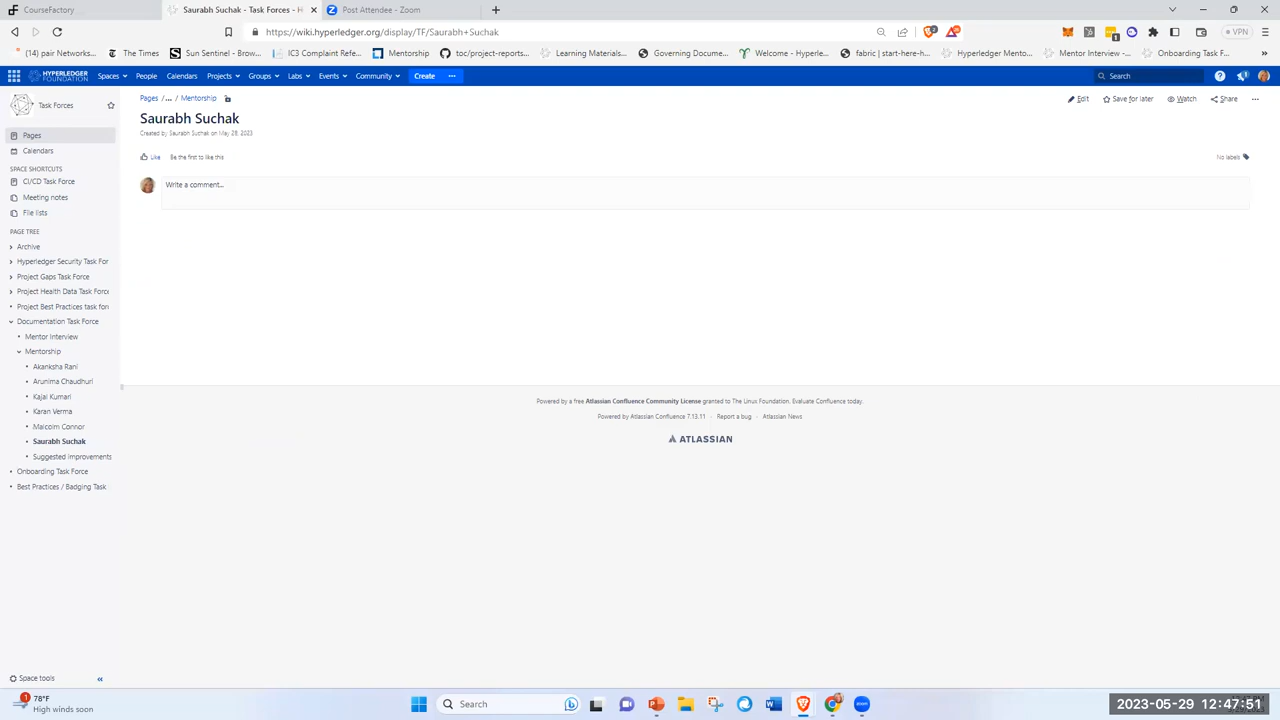 CourseFactory
Saurabh Suchak - Task Forces - H
Post Attendee - Zoom
https://wiki.hyperledger.org/display/TF/Saurabh+Suchak
VPN
(14) pair Networks...
The Times
Sun Sentinel - Brow...
IC3 Complaint Refe...
Mentorship
toc/project-reports...
Learning Materials...
Governing Docume...
Welcome - Hyperle...
fabric | start-here-h...
Hyperledger Mento...
Mentor Interview -...
Onboarding Task F...
HYPERLEDGER FOUNDATION
Spaces
People
Calendars
Projects
Groups
Labs
Events
Community
Create
Search
Task Forces
Pages
Calendars
SPACE SHORTCUTS
CI/CD Task Force
Meeting notes
File lists
PAGE TREE
Archive
Hyperledger Security Task For
Project Gaps Task Force
Project Health Data Task Force
Project Best Practices task forc
Documentation Task Force
Mentor Interview
Mentorship
Akanksha Rani
Arunima Chaudhuri
Kajal Kumari
Karan Verma
Malcolm Connor
Saurabh Suchak
Suggested improvements
Onboarding Task Force
Best Practices / Badging Task
Space tools
Pages /... / Mentorship
Edit
Save for later
Watch
Share
Saurabh Suchak
Created by Saurabh Suchak on May 29, 2023
Like
Be the first to like this
No labels
Write a comment...
Powered by a free Atlassian Confluence Community License granted to The Linux Foundation. Evaluate Confluence today.
Powered by Atlassian Confluence 7.13.11 · Report a bug · Atlassian News
ATLASSIAN
1
78°F
High winds soon
Search
zoom
2023-05-29 12:47:51